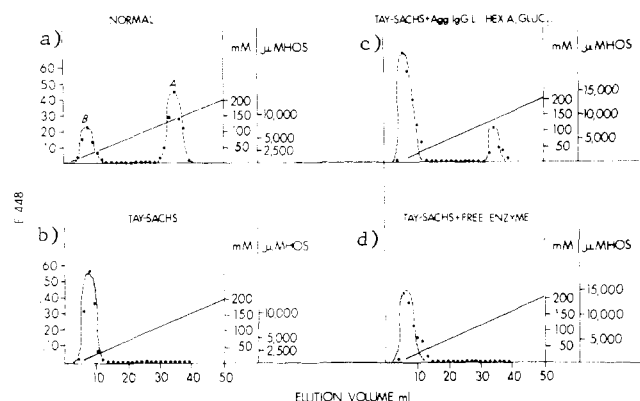 NORMAL
a)
B
A
60
50
40
30
20
10
mM
200
150
100
50
µMHOS
10,000
5,000
2,500
TAY-SACHS + Agg IgG L HEX A, GLUC
c)
mM
200
150
100
50
µMHOS
15,000
10,000
5,000
E 448
TAY-SACHS
b)
60
50
40
30
20
10
10 20 30 40 50
mM
200
150
100
50
µMHOS
10,000
5,000
2,500
TAY-SACHS + FREE ENZYME
d)
10 20 30 40 50
mM
200
150
100
50
µMHOS
15,000
10,000
5,000
ELUTION VOLUME ml